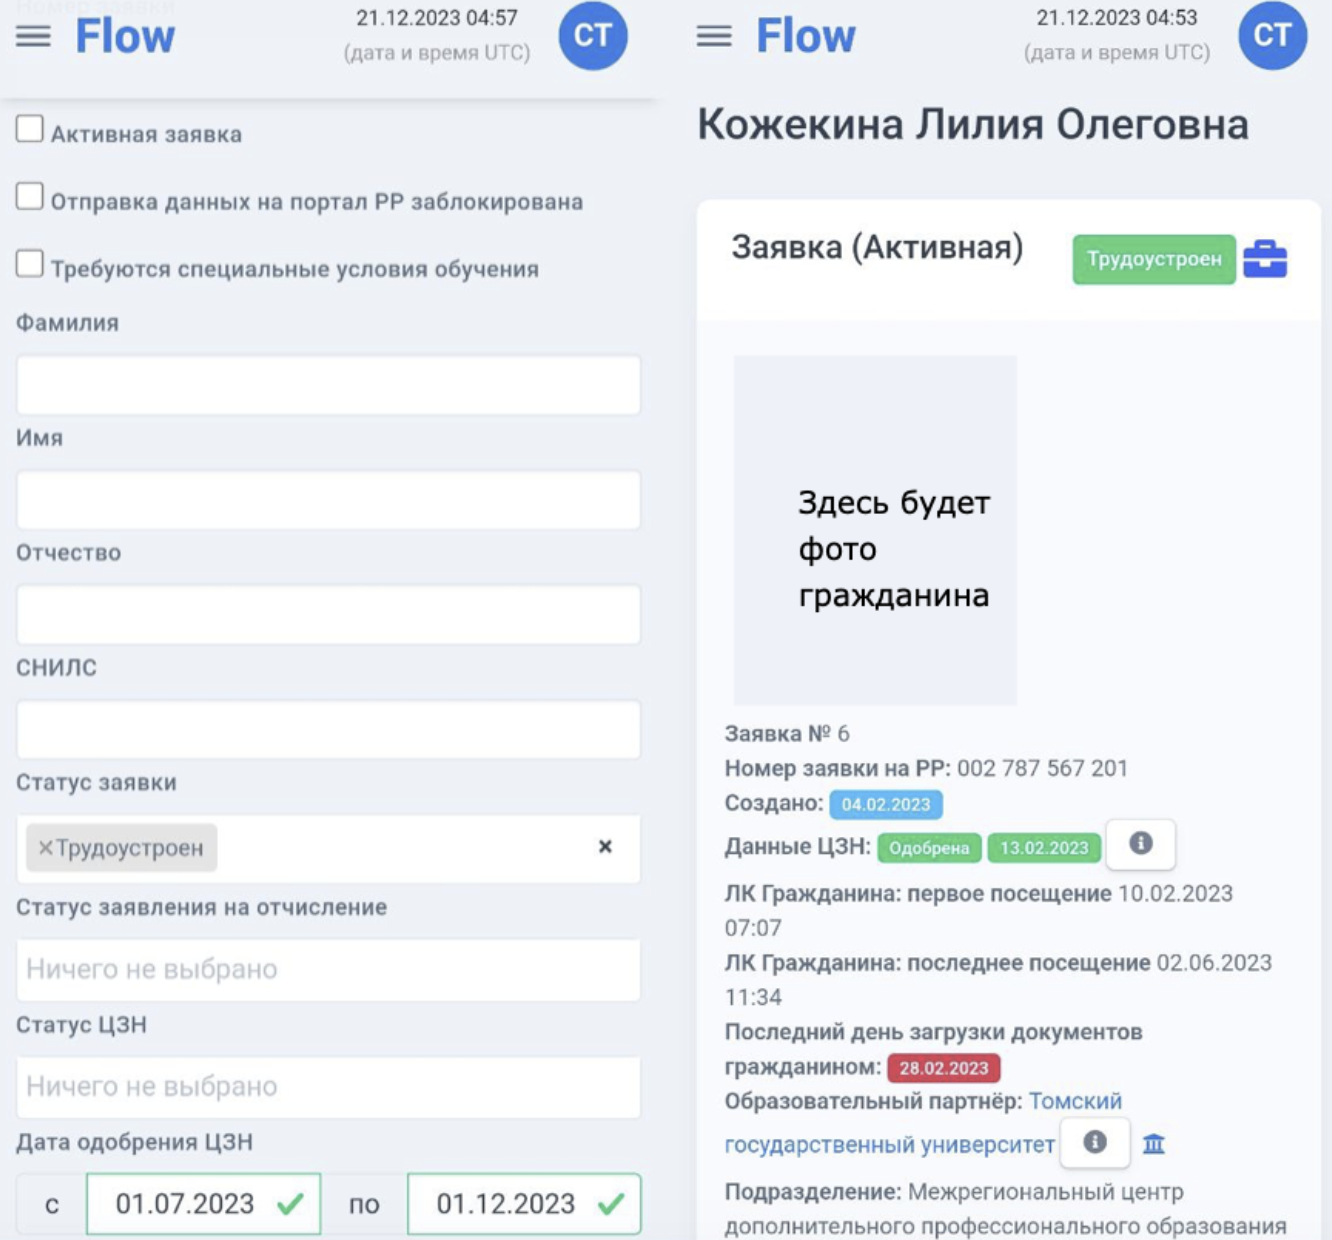 Номер заявки
Flow
21.12.2023 04:57
(дата и время UTC)
СТ
Активная заявка
Отправка данных на портал РР заблокирована
Требуются специальные условия обучения
Фамилия
Имя
Отчество
СНИЛС
Статус заявки
×Трудоустроен ×
Статус заявления на отчисление
Ничего не выбрано
Статус ЦЗН
Ничего не выбрано
Дата одобрения ЦЗН
с 01.07.2023 по 01.12.2023
Flow
21.12.2023 04:53
(дата и время UTC)
СТ
Кожекина Лилия Олеговна
Заявка (Активная)
Трудоустроен
Здесь будет
фото
гражданина
Заявка № 6
Номер заявки на РР: 002 787 567 201
Создано: 04.02.2023
Данные ЦЗН: Одобрена 13.02.2023
ЛК Гражданина: первое посещение 10.02.2023
07:07
ЛК Гражданина: последнее посещение 02.06.2023
11:34
Последний день загрузки документов
гражданином: 28.02.2023
Образовательный партнёр: Томский
государственный университет
Подразделение: Межрегиональный центр
дополнительного профессионального образования